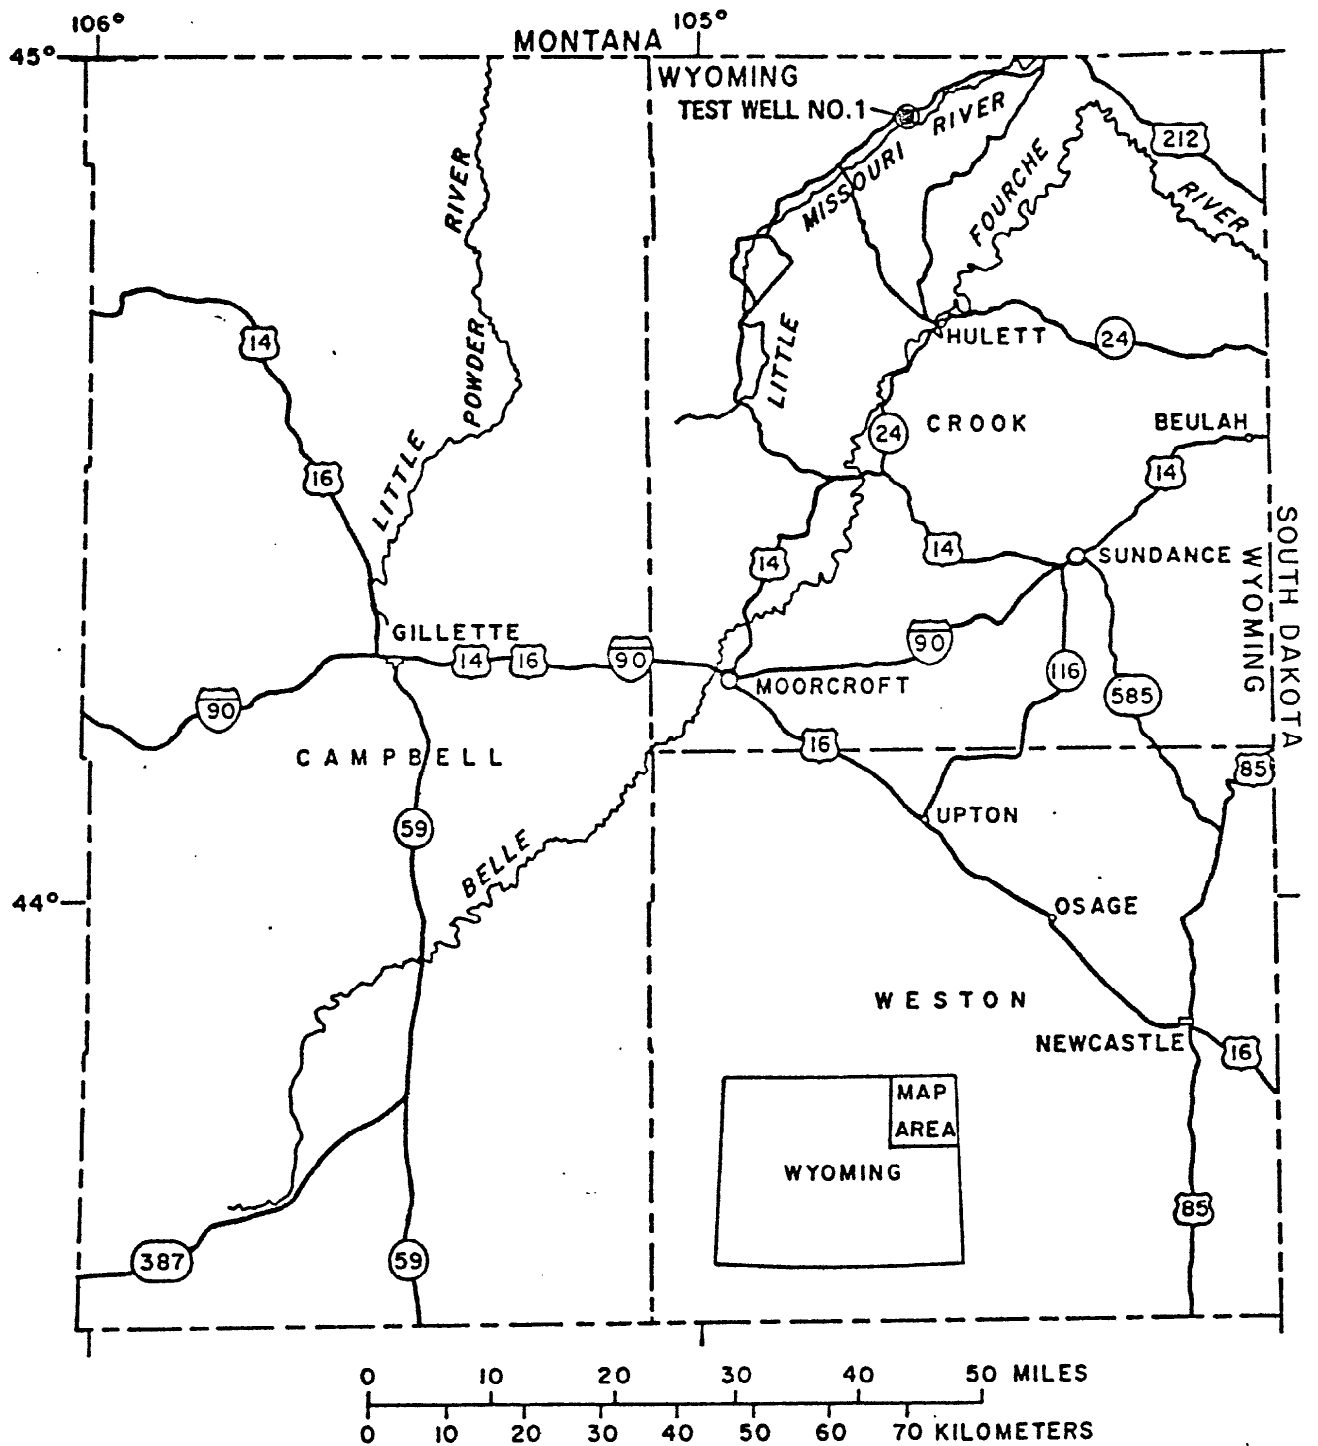 106°
105°
45°
MONTANA
WYOMING
TEST WELL NO.1
RIVER
MISSOURI
LITTLE
FOURCHE
RIVER
212
RIVER
POWDER
LITTLE
14
16
HULETT
24
24
CROOK
BEULAH
14
14
14
SUNDANCE
WYOMING
SOUTH DAKOTA
GILLETTE
14
16
90
90
90
MOORCROFT
116
585
16
CAMPBELL
85
59
UPTON
BELLE
44°
OSAGE
WESTON
NEWCASTLE
16
MAP
AREA
WYOMING
85
387
59
0 10 20 30 40 50 MILES
0 10 20 30 40 50 60 70 KILOMETERS